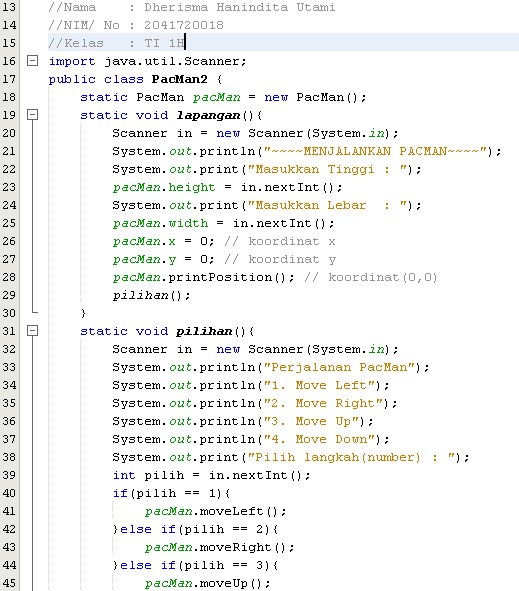 13 //Nama    : Dherisma Hanindita Utami
14 //NIM/ No : 2041720018
15 //Kelas   : TI 1H
16 import java.util.Scanner;
17 public class PacMan2 {
18     static PacMan pacMan = new PacMan();
19     static void lapangan(){
20         Scanner in = new Scanner(System.in);
21         System.out.println("~~~~MENJALANKAN PACMAN~~~~");
22         System.out.print("Masukkan Tinggi : ");
23         pacMan.height = in.nextInt();
24         System.out.print("Masukkan Lebar  : ");
25         pacMan.width = in.nextInt();
26         pacMan.x = 0; // koordinat x
27         pacMan.y = 0; // koordinat y
28         pacMan.printPosition(); // koordinat(0,0)
29         pilihan();
30     }
31     static void pilihan(){
32         Scanner in = new Scanner(System.in);
33         System.out.println("Perjalanan PacMan");
34         System.out.println("1. Move Left");
35         System.out.println("2. Move Right");
36         System.out.println("3. Move Up");
37         System.out.println("4. Move Down");
38         System.out.print("Pilih langkah(number) : ");
39         int pilih = in.nextInt();
40         if(pilih == 1){
41             pacMan.moveLeft();
42         }else if(pilih == 2){
43             pacMan.moveRight();
44         }else if(pilih == 3){
45             pacMan.moveUp();